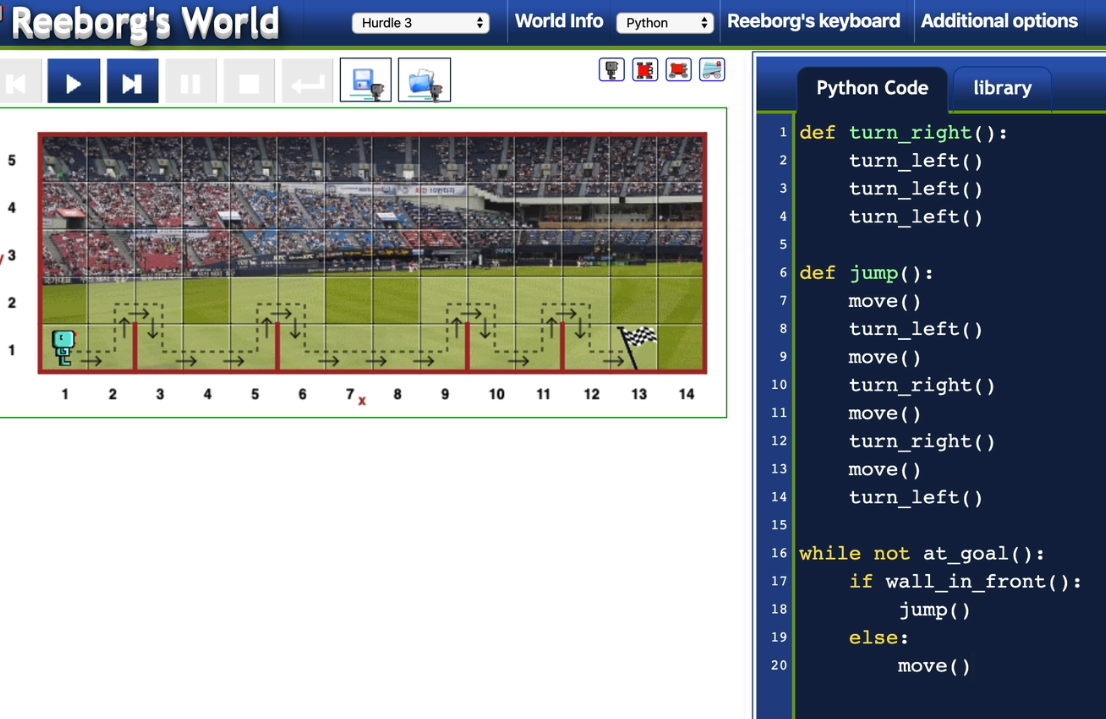 Reeborg's World
Hurdle 3
World Info
Python
Reeborg's keyboard
Additional options
Python Code
library
5
4
3
2
1
1 2 3 4 5 6 7 8 9 10 11 12 13 14
x
1 def turn_right():
2     turn_left()
3     turn_left()
4     turn_left()
5
6 def jump():
7     move()
8     turn_left()
9     move()
10     turn_right()
11     move()
12     turn_right()
13     move()
14     turn_left()
15
16 while not at_goal():
17     if wall_in_front():
18         jump()
19     else:
20         move()